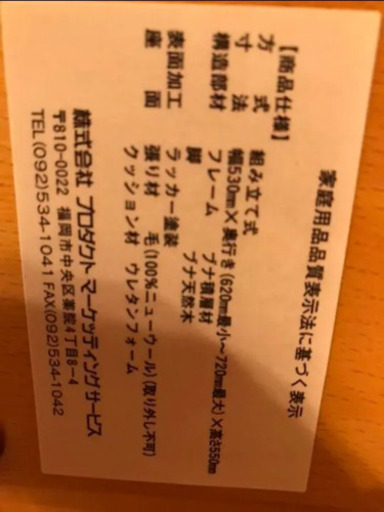 家庭用品品質表示法に基づく表示
【商品仕様】
方式 組み立て式
寸法 幅530㎜×奥行き(620㎜最小〜720㎜最大)×高さ550㎜
構造部材 フレーム ブナ積層材
脚 ブナ天然木
表面加工 ラッカー塗装
座面 張り材 毛(100%ニューウール)(取り外し不可)
クッション材 ウレタンフォーム
株式会社 プロダクトマーケッティングサービス
〒810-0022 福岡市中央区薬院4丁目8-4
TEL(092)534-1041 FAX(092)534-1042